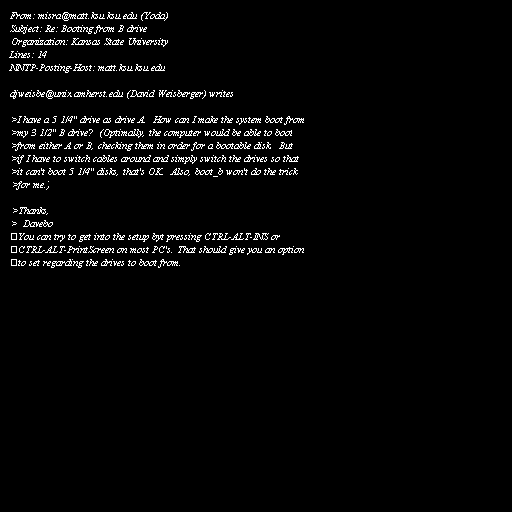 From: misra@matt.ksu.ksu.edu (Yoda)
Subject: Re: Booting from B drive
Organization: Kansas State University
Lines: 14
NNTP-Posting-Host: matt.ksu.ksu.edu
djweisbe@unix.amherst.edu (David Weisberger) writes
>I have a 5 1/4" drive as drive A.  How can I make the system boot from
>my 3 1/2" B drive?  (Optimally, the computer would be able to boot
>from either A or B, checking them in order for a bootable disk.  But
>if I have to switch cables around and simply switch the drives so that
>it can't boot 5 1/4" disks, that's OK.  Also, boot_b won't do the trick
>for me.)
>Thanks,
>  Davebo
You can try to get into the setup byt pressing CTRL-ALT-INS or
CTRL-ALT-PrintScreen on most PC's. That should give you an option
to set regarding the drives to boot from.